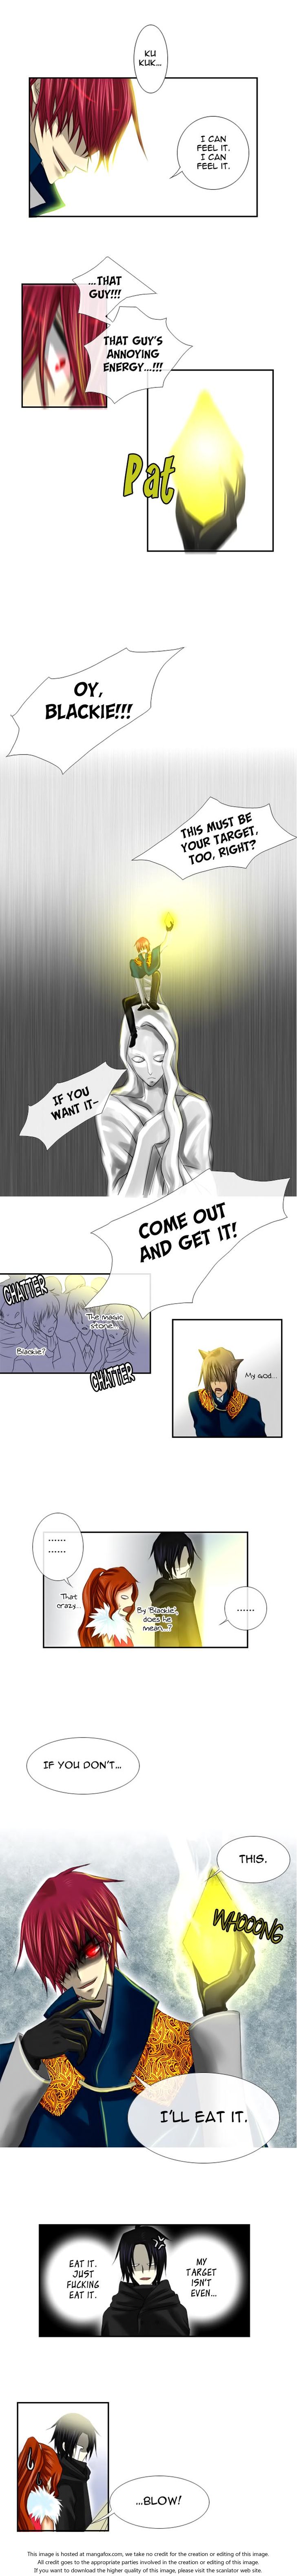 KU
KUK...
I CAN
FEEL IT.
I CAN
FEEL IT.
...THAT
GUY!!!
THAT GUY'S
ANNOYING
ENERGY...!!!
Pat
OY,
BLACKIE!!!
THIS MUST BE
YOUR TARGET,
TOO, RIGHT?
IF YOU
WANT IT-
COME OUT
AND GET IT!
CHATTER
The magic
stone...
Blackie?
CHATTER
My god...
......
......
That
crazy...
By 'Blackie',
does he
mean...?
......
IF YOU DON'T...
THIS.
WHOOONG
I'LL EAT IT.
EAT IT.
JUST
FUCKING
EAT IT.
MY
TARGET
ISN'T
EVEN...
...BLOW!
This image is hosted at mangafox.com, we take no credit for the creation or editing of this image.
All credit goes to the appropriate parties involved in the creation or editing of this image.
If you want to download the higher quality of this image, please visit the scanlator web site.